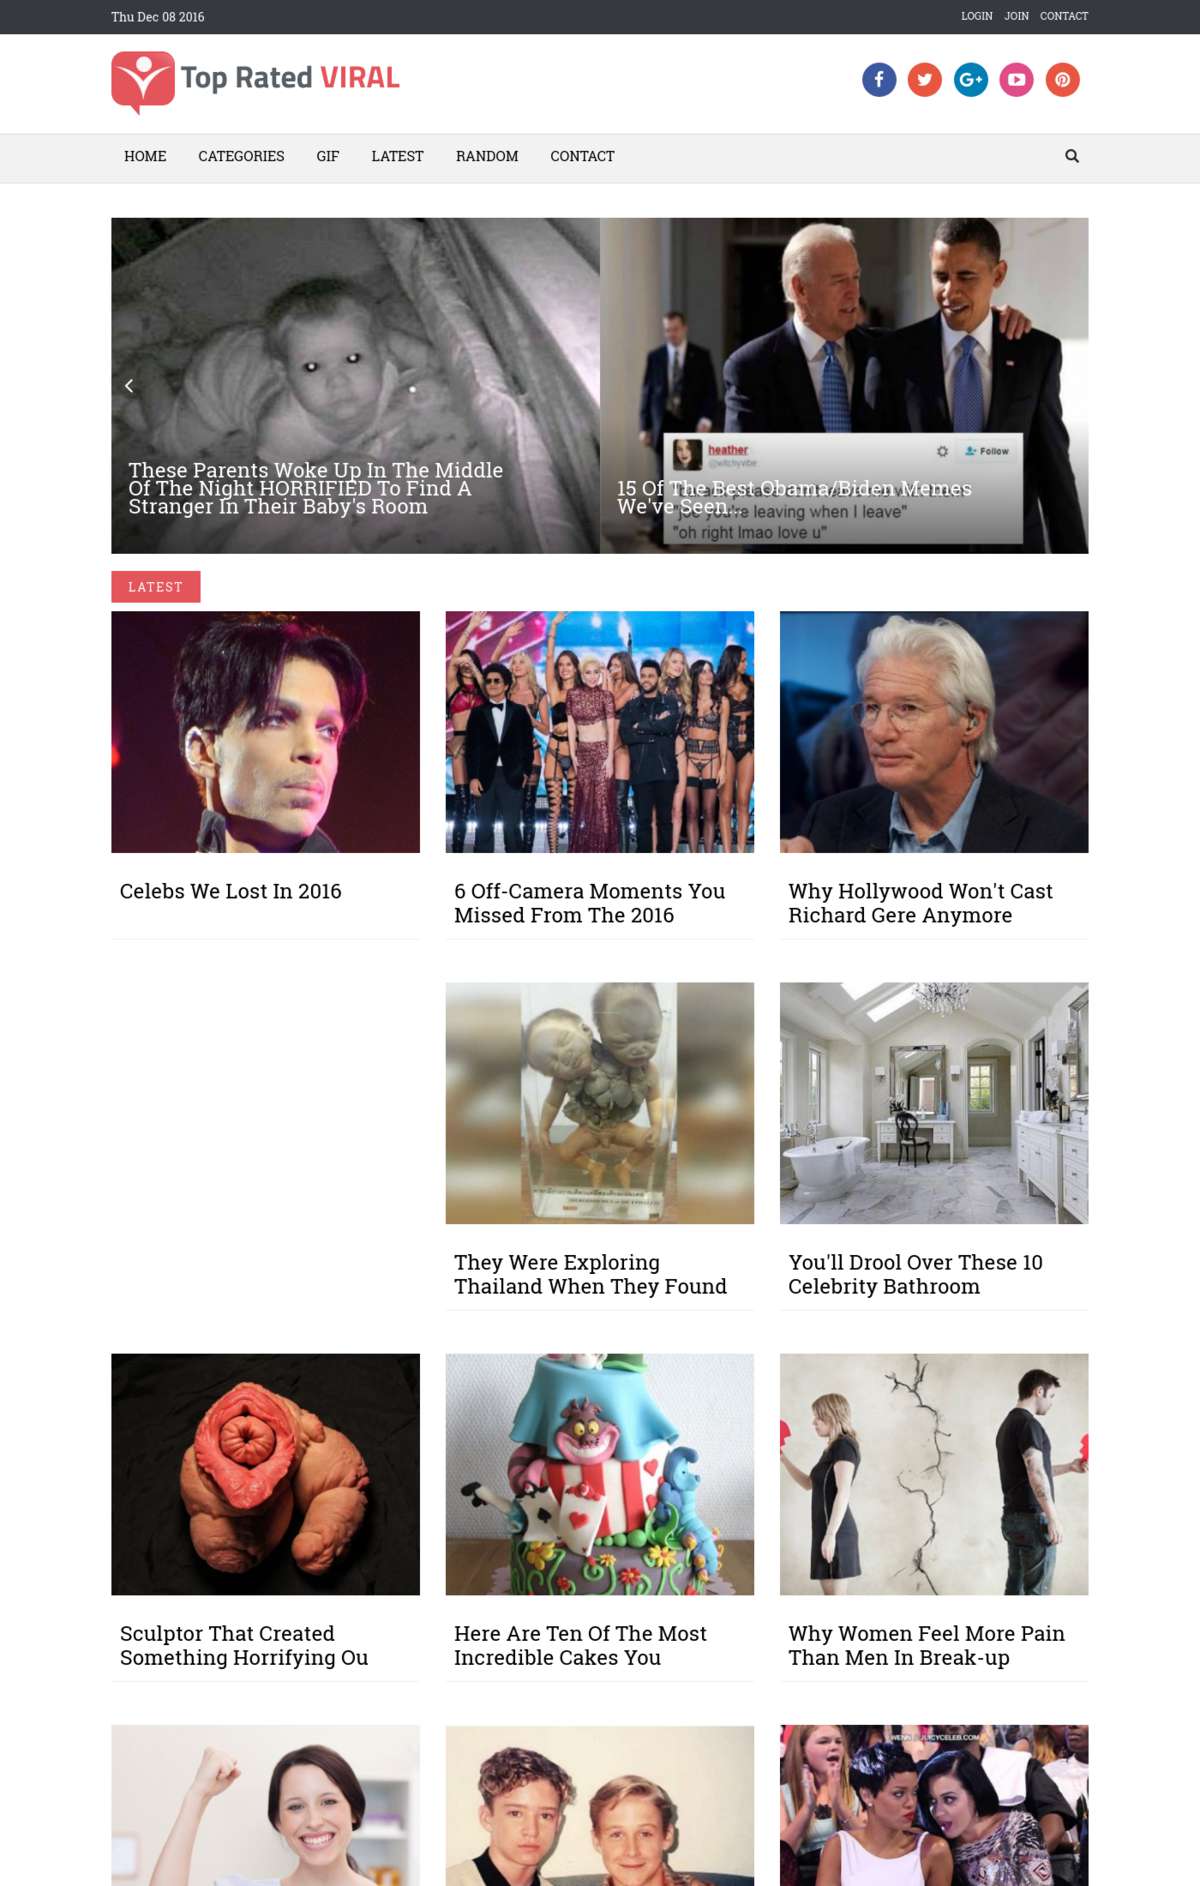 Thu Dec 08 2016
LOGIN JOIN CONTACT
Top Rated VIRAL
HOME CATEGORIES GIF LATEST RANDOM CONTACT
These Parents Woke Up In The Middle
Of The Night HORRIFIED To Find A
Stranger In Their Baby's Room
heather
@witchyvibe
Follow
15 Of The Best Obama/Biden Memes
We've Seen...
you're leaving when I leave"
"oh right lmao love u"
LATEST
Celebs We Lost In 2016
6 Off-Camera Moments You
Missed From The 2016
Why Hollywood Won't Cast
Richard Gere Anymore
They Were Exploring
Thailand When They Found
You'll Drool Over These 10
Celebrity Bathroom
Sculptor That Created
Something Horrifying Ou
Here Are Ten Of The Most
Incredible Cakes You
Why Women Feel More Pain
Than Men In Break-up